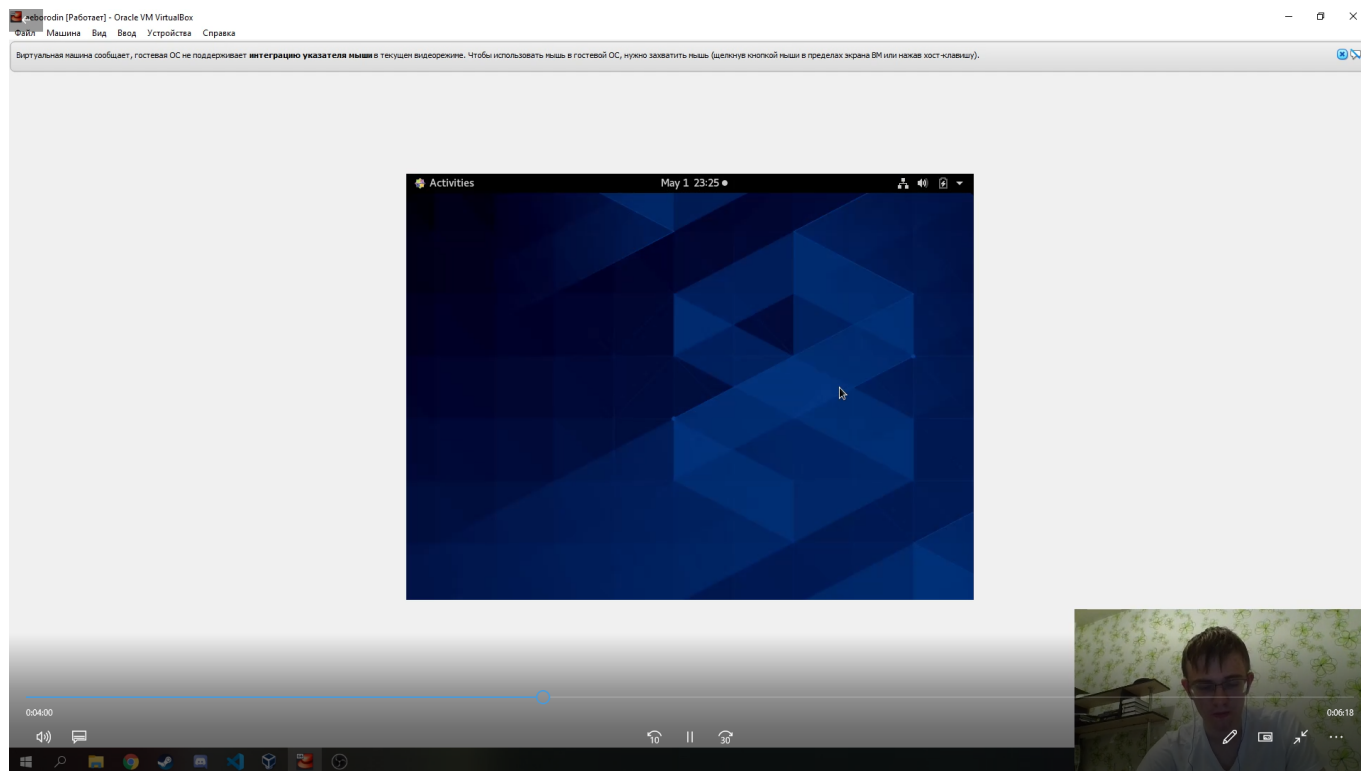 aeborodin [Работает] - Oracle VM VirtualBox
Файл Машина Вид Ввод Устройства Справка
Виртуальная машина сообщает, гостевая ОС не поддерживает интеграцию указателя мыши в текущем видеорежиме. Чтобы использовать мышь в гостевой ОС, нужно захватить мышь (щелкнув кнопкой мыши в пределах экрана ВМ или нажав хост-клавишу).
Activities May 1 23:25
0:04:00 0:06:18
10 30